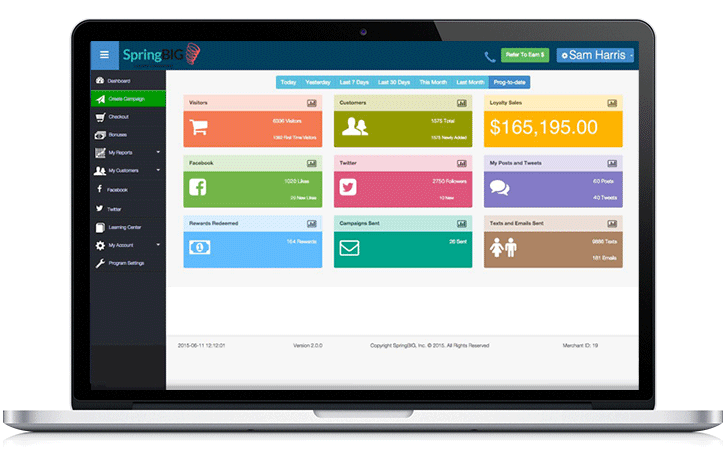 SpringBIG
Refer To Earn $
Sam Harris
Dashboard
Create Campaign
Checkout
Bonuses
My Reports
My Customers
Facebook
Twitter
Learning Center
My Account
Program Settings
Today Yesterday Last 7 Days Last 30 Days This Month Last Month Prog-to-date
Visitors
6336 Visitors
1362 First Time Visitors
Customers
1575 Total
1575 Newly Added
Loyalty Sales
$165,195.00
Facebook
1028 Likes
25 New Likes
Twitter
2750 Followers
10 New
My Posts and Tweets
60 Posts
40 Tweets
Rewards Redeemed
164 Rewards
Campaigns Sent
26 Sent
Texts and Emails Sent
9886 Texts
181 Emails
2015-06-11 12:12:01 Version 2.0.0 Copyright SpringBIG, Inc. © 2015. All Rights Reserved Merchant ID: 19